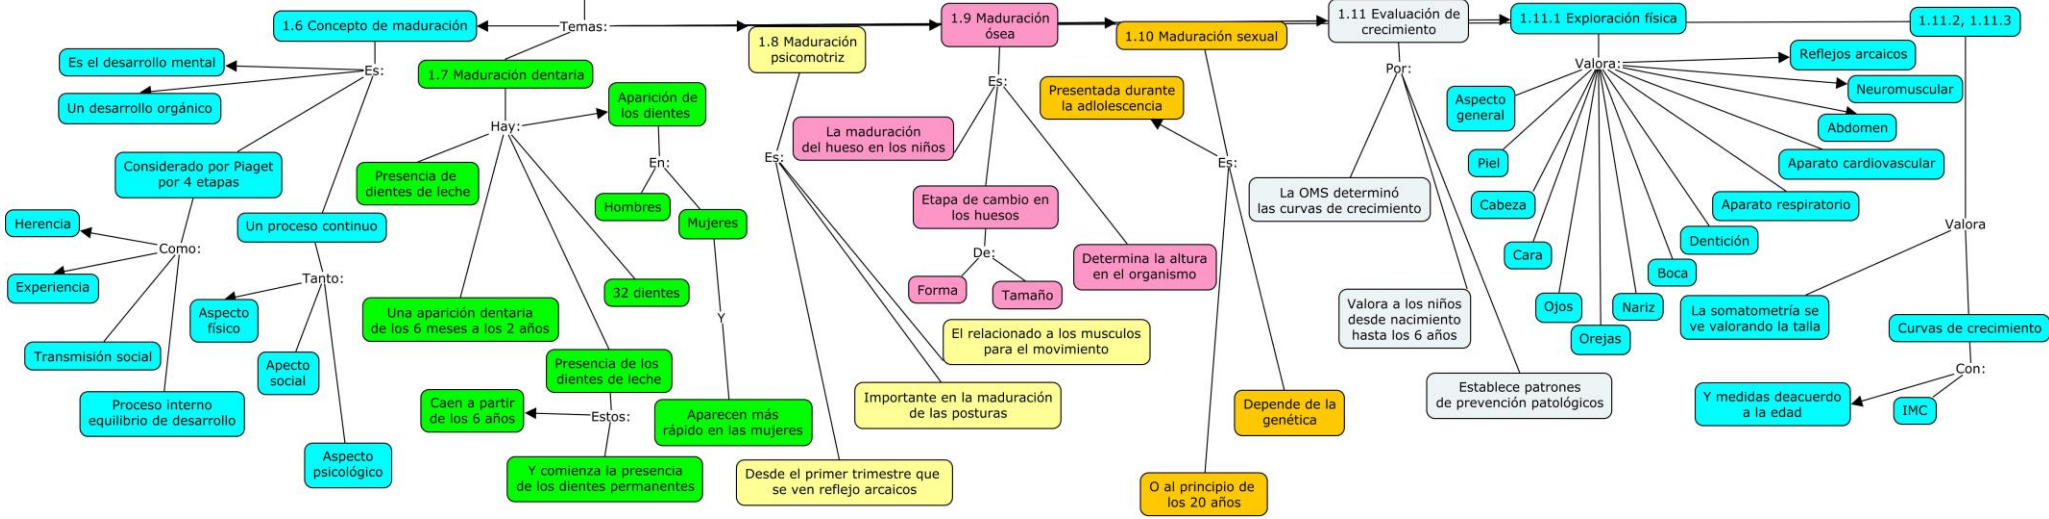 1.6 Concepto de maduración
Temas:
Es:
Es el desarrollo mental
Un desarrollo orgánico
Considerado por Piaget
por 4 etapas
Como:
Herencia
Experiencia
Transmisión social
Proceso interno
equilibrio de desarrollo
Un proceso continuo
Tanto:
Aspecto
físico
Apecto
social
Aspecto
psicológico
1.7 Maduración dentaria
Hay:
Presencia de
dientes de leche
Una aparición dentaria
de los 6 meses a los 2 años
Presencia de los
dientes de leche
Estos:
Caen a partir
de los 6 años
Y comienza la presencia
de los dientes permanentes
32 dientes
Aparición de
los dientes
En:
Hombres
Mujeres
Y
Aparecen más
rápido en las mujeres
1.8 Maduración
psicomotriz
Es:
El relacionado a los musculos
para el movimiento
Importante en la maduración
de las posturas
Desde el primer trimestre que
se ven reflejo arcaicos
1.9 Maduración
ósea
Es:
La maduración
del hueso en los niños
Etapa de cambio en
los huesos
De:
Forma
Tamaño
Determina la altura
en el organismo
1.10 Maduración sexual
Es:
Presentada durante
la adlolescencia
Depende de la
genética
O al principio de
los 20 años
1.11 Evaluación de
crecimiento
Por:
La OMS determinó
las curvas de crecimiento
Valora a los niños
desde nacimiento
hasta los 6 años
Establece patrones
de prevención patológicos
1.11.1 Exploración física
Valora:
Aspecto
general
Piel
Cabeza
Cara
Ojos
Orejas
Nariz
Boca
Dentición
Aparato respiratorio
Aparato cardiovascular
Abdomen
Neuromuscular
Reflejos arcaicos
1.11.2, 1.11.3
Valora
La somatometría se
ve valorando la talla
Curvas de crecimiento
Con:
Y medidas deacuerdo
a la edad
IMC